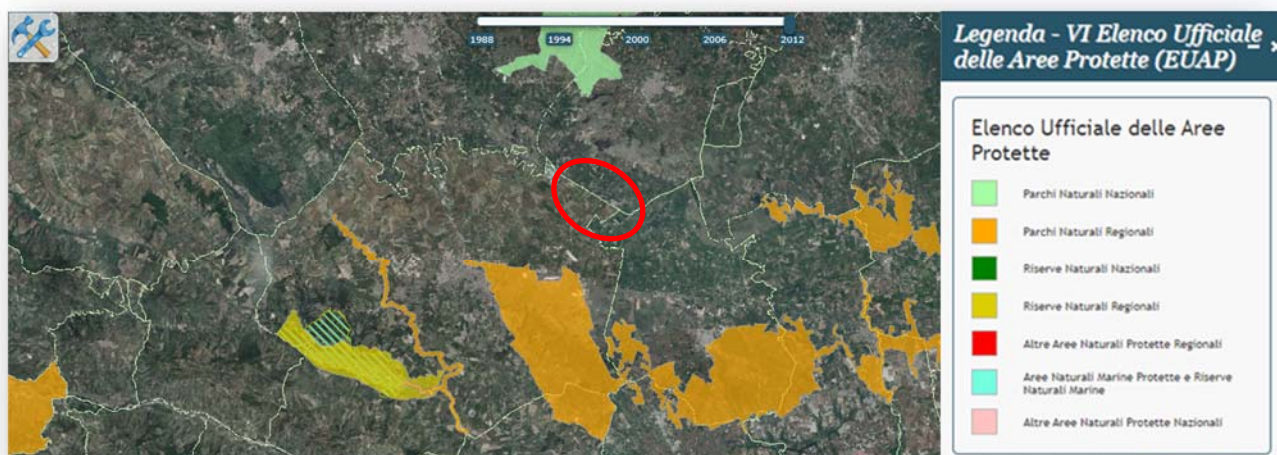 1988 1994 2000 2006 2012
Legenda - VI Elenco Ufficiale
delle Aree Protette (EUAP)
Elenco Ufficiale delle Aree
Protette
Parchi Naturali Nazionali
Parchi Naturali Regionali
Riserve Naturali Nazionali
Riserve Naturali Regionali
Altre Aree Naturali Protette Regionali
Aree Naturali Marine Protette e Riserve
Naturali Marine
Altre Aree Naturali Protette Nazionali